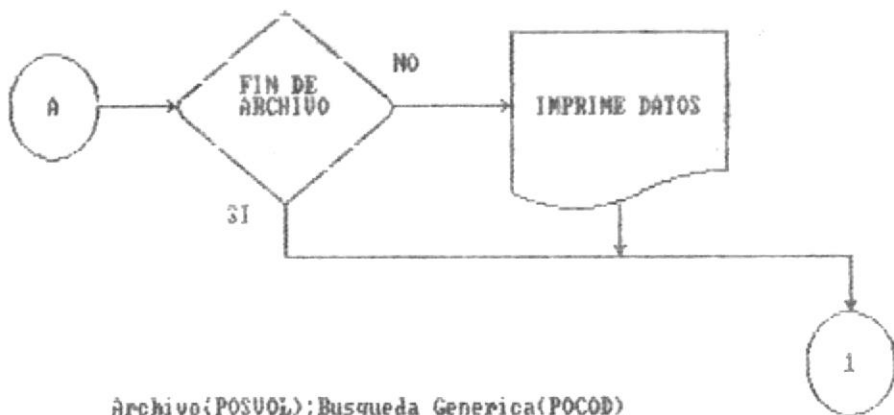 NO
A
FIN DE
ARCHIVO
IMPRIME DATOS
SI
1
Archivo(POSVOL):Busqueda Generica(POCOD)